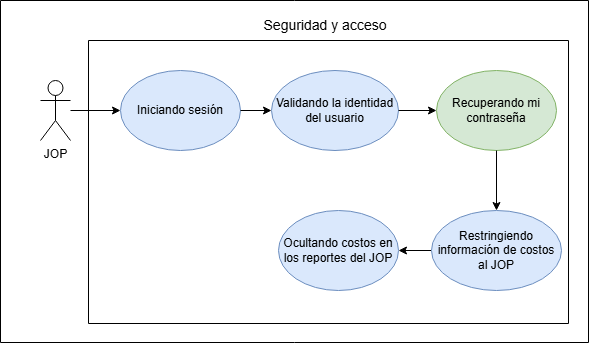 Seguridad y acceso
Iniciando sesión
Validando la identidad
del usuario
Recuperando mi
contraseña
JOP
Ocultando costos en
los reportes del JOP
Restringiendo
información de costos
al JOP